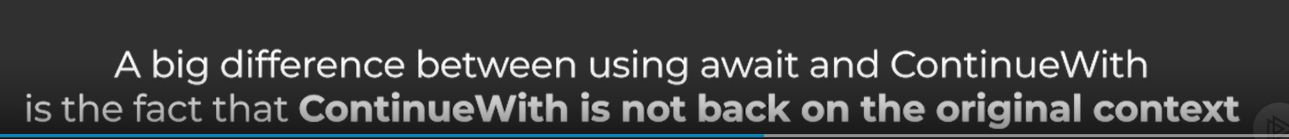 A big difference between using await and ContinueWith
is the fact that ContinueWith is not back on the original context